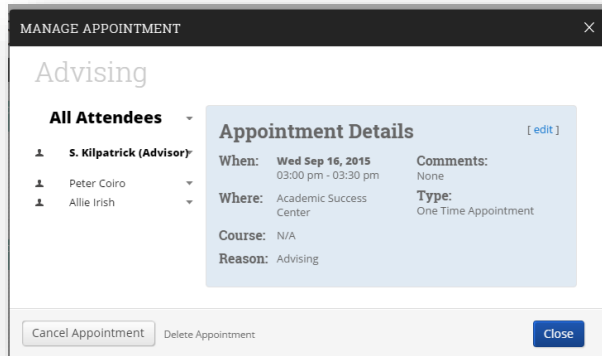 MANAGE APPOINTMENT
Advising
All Attendees
S. Kilpatrick (Advisor)
Peter Coiro
Allie Irish
Appointment Details
[ edit ]
When: Wed Sep 16, 2015
03:00 pm - 03:30 pm
Where: Academic Success
Center
Course: N/A
Reason: Advising
Comments:
None
Type:
One Time Appointment
Cancel Appointment
Delete Appointment
Close